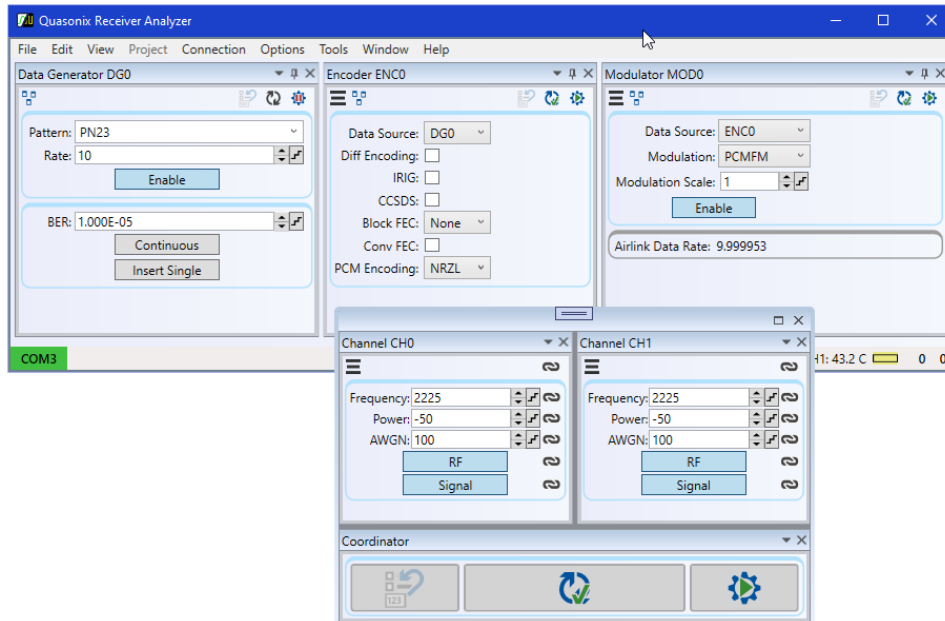 Quasonix Receiver Analyzer
File Edit View Project Connection Options Tools Window Help
Data Generator DG0
Pattern: PN23
Rate: 10
Enable
BER: 1.000E-05
Continuous
Insert Single
Encoder ENC0
Data Source: DG0
Diff Encoding:
IRIG:
CCSDS:
Block FEC: None
Conv FEC:
PCM Encoding: NRZL
Modulator MOD0
Data Source: ENC0
Modulation: PCMFM
Modulation Scale: 1
Enable
Airlink Data Rate: 9.999953
COM3
H1: 43.2 C 0 0
Channel CH0
Frequency: 2225
Power: -50
AWGN: 100
RF
Signal
Channel CH1
Frequency: 2225
Power: -50
AWGN: 100
RF
Signal
Coordinator
123